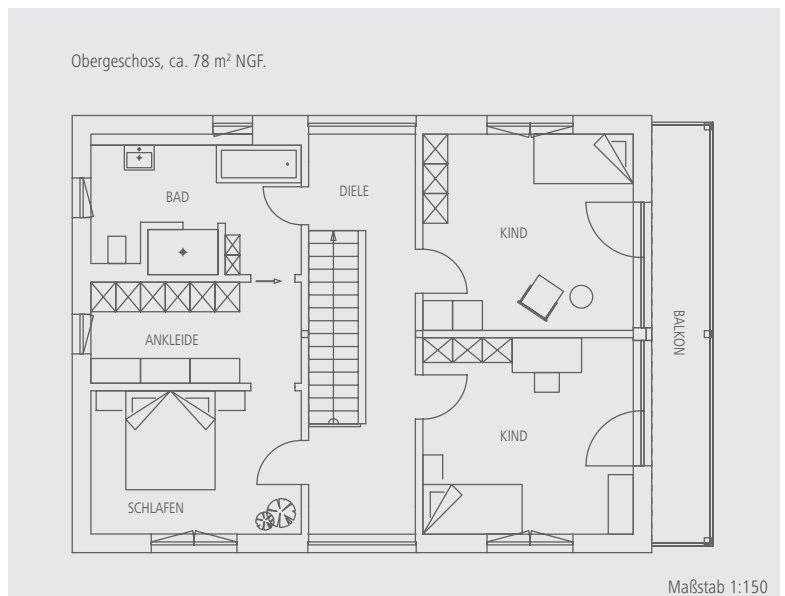 Obergeschoss, ca. 78 m² NGF.
BAD
DIELE
KIND
ANKLEIDE
BALKON
KIND
SCHLAFEN
Maßstab 1:150